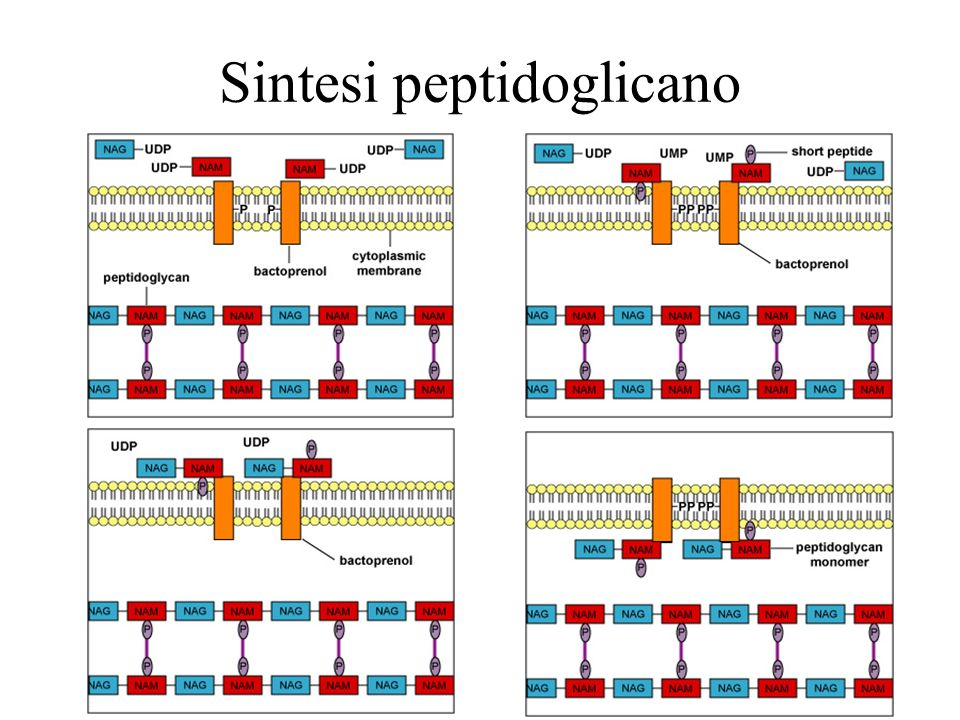 Sintesi peptidoglicano
NAG UDP UDP NAG
UDP NAM NAM UDP
P P
bactoprenol
cytoplasmic
membrane
peptidoglycan
NAG NAM NAG NAM NAG NAM NAG NAM
P P P P
P P P P
NAG NAM NAG NAM NAG NAM NAG NAM
NAG UDP UMP UMP P short peptide
NAM NAM UDP NAG
P
PP PP
bactoprenol
NAG NAM NAG NAM NAG NAM NAG NAM
P P P P
P P P P
NAG NAM NAG NAM NAG NAM NAG NAM
UDP UDP P
NAG NAM NAG NAM
P
bactoprenol
NAG NAM NAG NAM NAG NAM NAG NAM
P P P P
P P P P
NAG NAM NAG NAM NAG NAM NAG NAM
PP PP
P
NAG NAM NAG NAM peptidoglycan
monomer
P
NAG NAM NAG NAM NAG NAM NAG NAM
P P P P
P P P P
NAG NAM NAG NAM NAG NAM NAG NAM